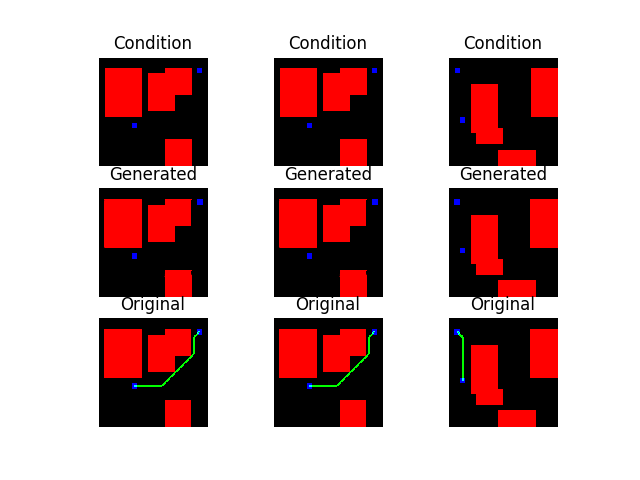 Condition Condition Condition
Generated Generated Generated
Original Original Original